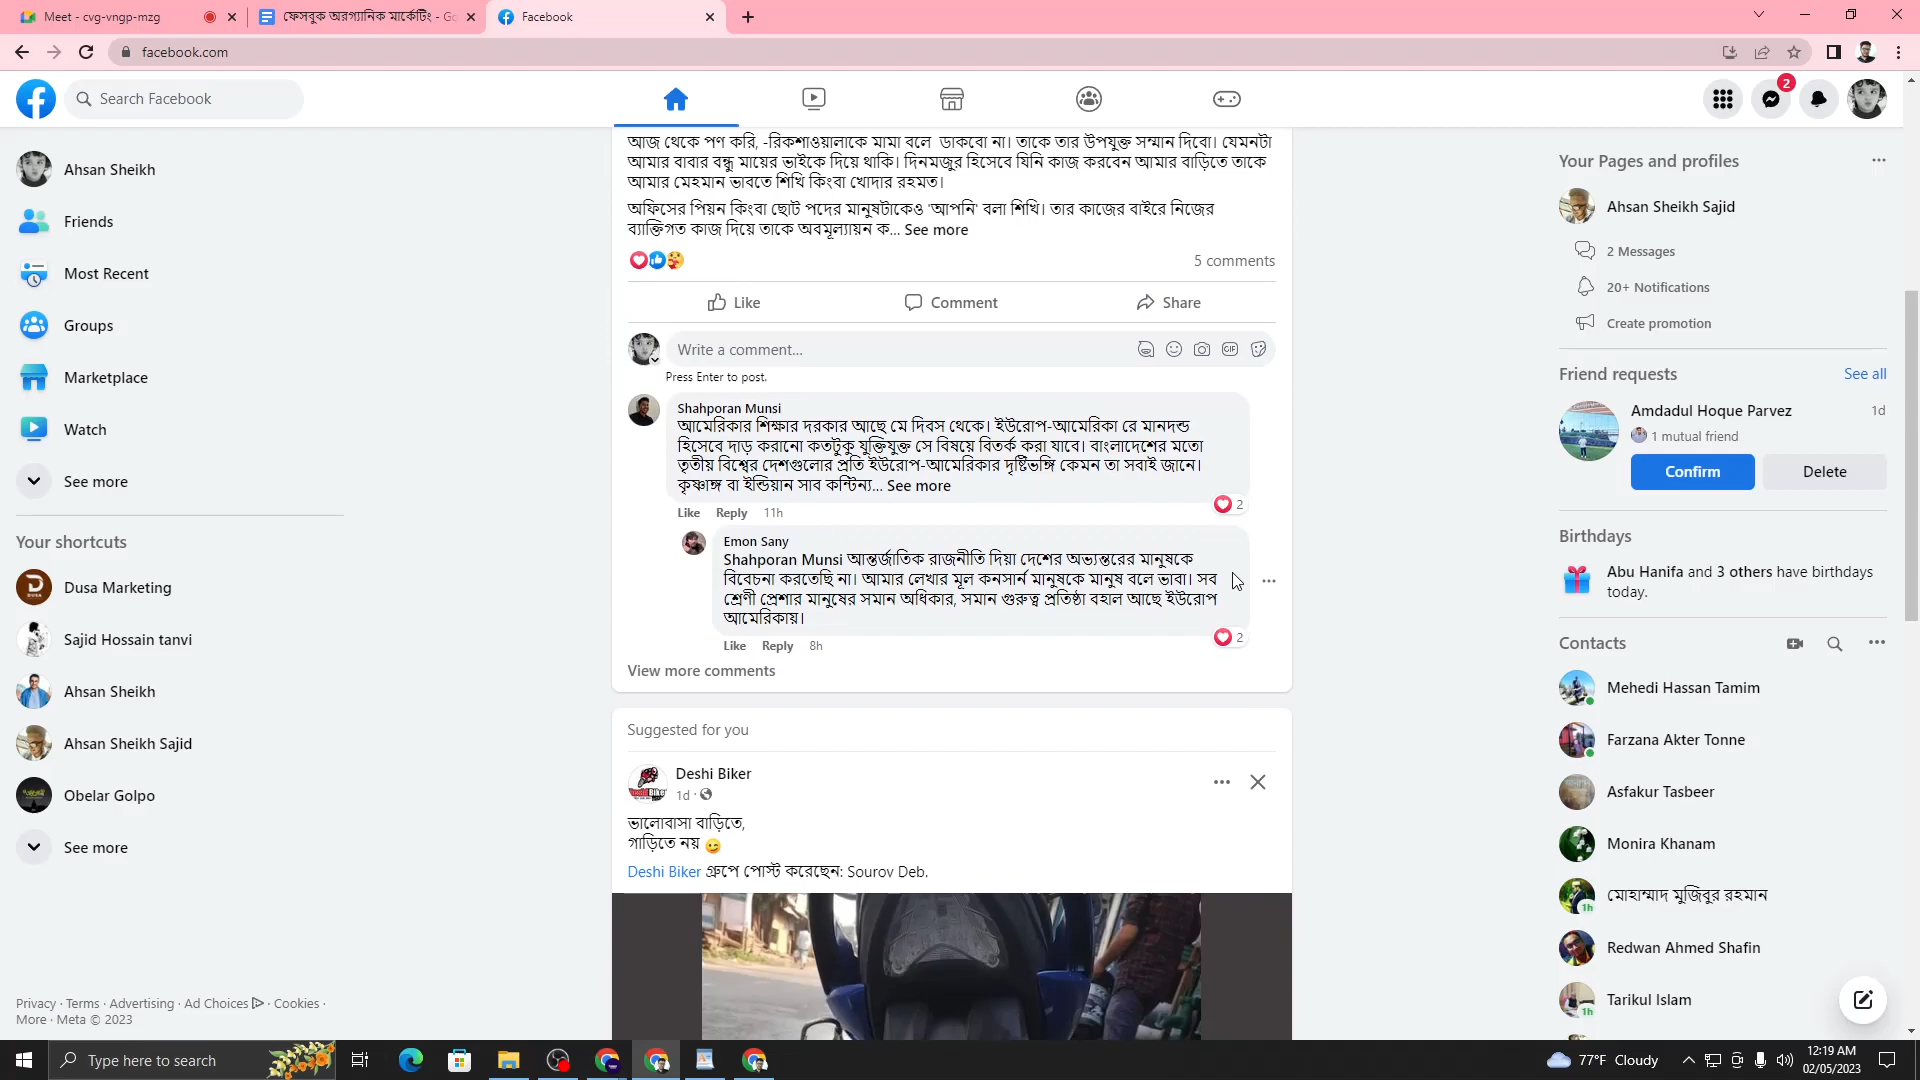 Meet - cvg-vngp-mzg
ফেসবুক অরগ্যানিক মার্কেটিং - Go
Facebook
facebook.com
Search Facebook
2
Ahsan Sheikh
Friends
Most Recent
Groups
Marketplace
Watch
See more
Your shortcuts
Dusa Marketing
Sajid Hossain tanvi
Ahsan Sheikh
Ahsan Sheikh Sajid
Obelar Golpo
See more
Privacy · Terms · Advertising · Ad Choices · Cookies ·
More · Meta © 2023
আজ থেকে পণ করি, -রিকশাওয়ালাকে মামা বলে ডাকবো না। তাকে তার উপযুক্ত সম্মান দিবো। যেমনটা
আমার বাবার বন্ধু মায়ের ভাইকে দিয়ে থাকি। দিনমজুর হিসেবে যিনি কাজ করবেন আমার বাড়িতে তাকে
আমার মেহমান ভাবতে শিখি কিংবা খোদার রহমত।
অফিসের পিয়ন কিংবা ছোট পদের মানুষটাকেও 'আপনি' বলা শিখি। তার কাজের বাইরে নিজের
ব্যাক্তিগত কাজ দিয়ে তাকে অবমূল্যায়ন ক... See more
5 comments
Like
Comment
Share
Write a comment...
Press Enter to post.
Shahporan Munsi
আমেরিকার শিক্ষার দরকার আছে মে দিবস থেকে। ইউরোপ-আমেরিকা রে মানদন্ড
হিসেবে দাড় করানো কতটুকু যুক্তিযুক্ত সে বিষয়ে বিতর্ক করা যাবে। বাংলাদেশের মতো
তৃতীয় বিশ্বের দেশগুলোর প্রতি ইউরোপ-আমেরিকার দৃষ্টিভঙ্গি কেমন তা সবাই জানে।
কৃষ্ণাঙ্গ বা ইন্ডিয়ান সাব কন্টিন্য... See more
2
Like Reply 11h
Emon Sany
Shahporan Munsi আন্তর্জাতিক রাজনীতি দিয়া দেশের অভ্যন্তরের মানুষকে
বিবেচনা করতেছি না। আমার লেখার মূল কনসার্ন মানুষকে মানুষ বলে ভাবা। সব
শ্রেণী প্রেশার মানুষের সমান অধিকার, সমান গুরুত্ব প্রতিষ্ঠা বহাল আছে ইউরোপ
আমেরিকায়।
2
Like Reply 8h
View more comments
Suggested for you
Deshi Biker
1d ·
ভালোবাসা বাড়িতে,
গাড়িতে নয় 😉
Deshi Biker গ্রুপে পোস্ট করেছেন: Sourov Deb.
Your Pages and profiles
Ahsan Sheikh Sajid
2 Messages
20+ Notifications
Create promotion
Friend requests
See all
Amdadul Hoque Parvez
1d
1 mutual friend
Confirm
Delete
Birthdays
Abu Hanifa and 3 others have birthdays
today.
Contacts
Mehedi Hassan Tamim
Farzana Akter Tonne
Asfakur Tasbeer
Monira Khanam
মোহাম্মাদ মুজিবুর রহমান
1h
Redwan Ahmed Shafin
Tarikul Islam
1h
Type here to search
77°F Cloudy
12:19 AM
02/05/2023